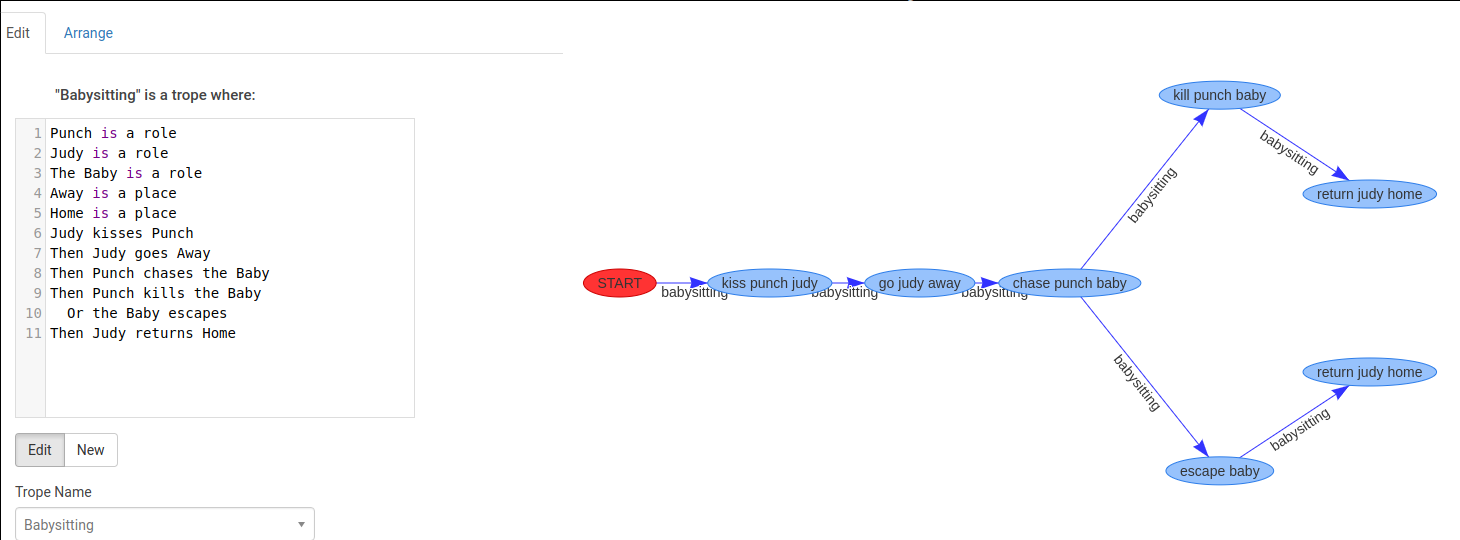 Edit Arrange
"Babysitting" is a trope where:
1 Punch is a role
2 Judy is a role
3 The Baby is a role
4 Away is a place
5 Home is a place
6 Judy kisses Punch
7 Then Judy goes Away
8 Then Punch chases the Baby
9 Then Punch kills the Baby
10 Or the Baby escapes
11 Then Judy returns Home
Edit New
Trope Name
Babysitting
START
babysitting
kiss punch judy
babysitting
go judy away
babysitting
chase punch baby
babysitting
kill punch baby
babysitting
return judy home
babysitting
escape baby
babysitting
return judy home